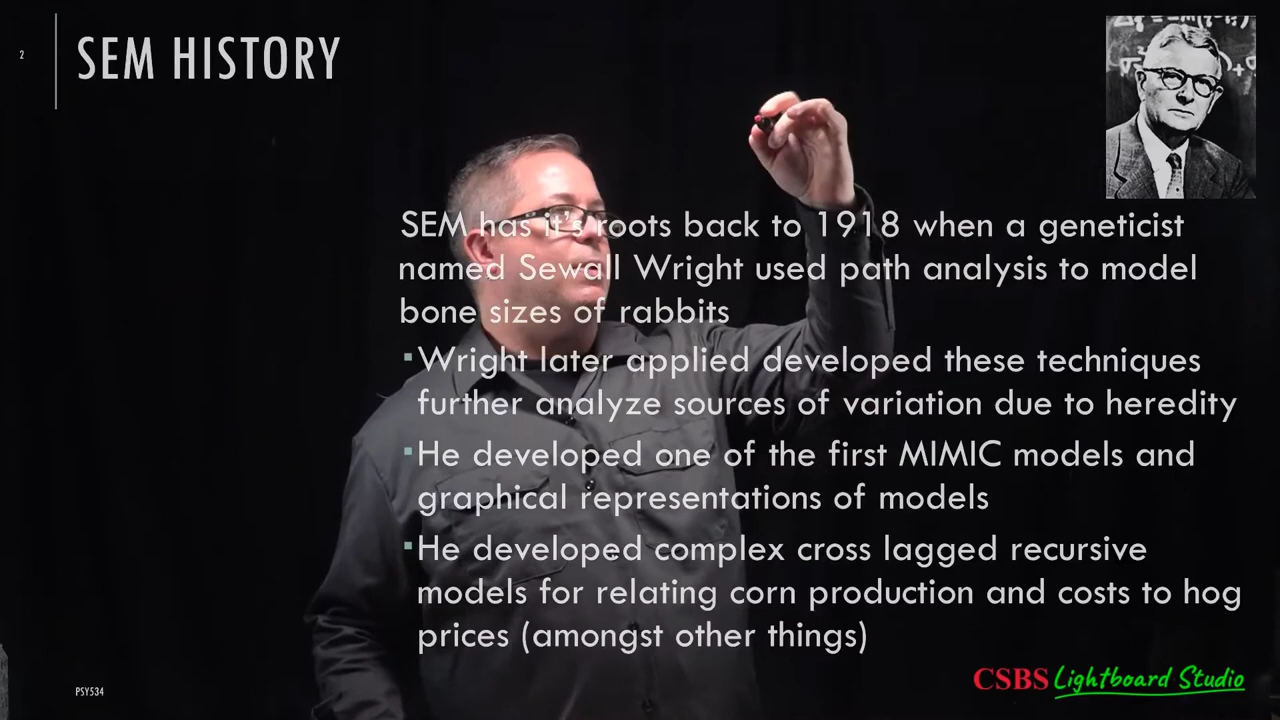 2
SEM HISTORY
SEM has it's roots back to 1918 when a geneticist
named Sewall Wright used path analysis to model
bone sizes of rabbits
Wright later applied developed these techniques
further analyze sources of variation due to heredity
He developed one of the first MIMIC models and
graphical representations of models
He developed complex cross lagged recursive
models for relating corn production and costs to hog
prices (amongst other things)
PSY534
CSBS Lightboard Studio